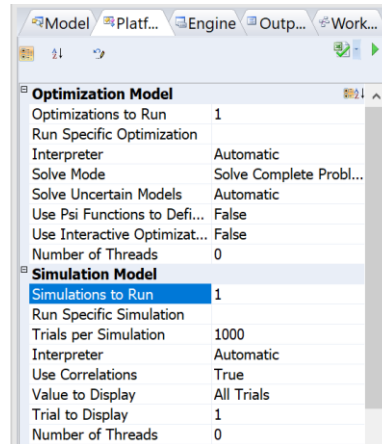 Model Platf... Engine Outp... Work...
Optimization Model
Optimizations to Run 1
Run Specific Optimization
Interpreter Automatic
Solve Mode Solve Complete Probl...
Solve Uncertain Models Automatic
Use Psi Functions to Defi... False
Use Interactive Optimizat... False
Number of Threads 0
Simulation Model
Simulations to Run 1
Run Specific Simulation
Trials per Simulation 1000
Interpreter Automatic
Use Correlations True
Value to Display All Trials
Trial to Display 1
Number of Threads 0